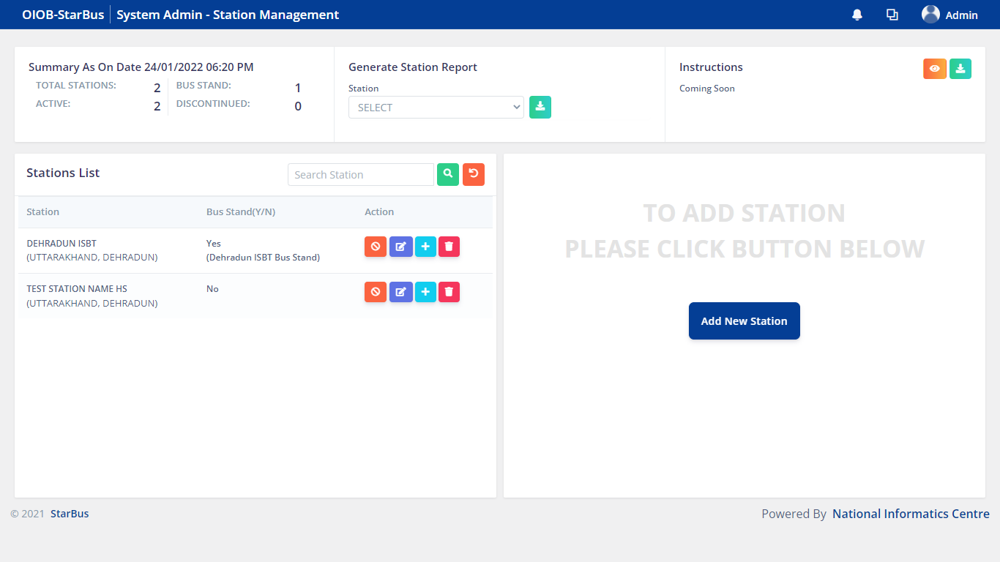 OIOB-StarBus System Admin - Station Management
Admin
Summary As On Date 24/01/2022 06:20 PM
TOTAL STATIONS: 2 BUS STAND: 1
ACTIVE: 2 DISCONTINUED: 0
Generate Station Report
Station
SELECT
Instructions
Coming Soon
Stations List
Search Station
Station Bus Stand(Y/N) Action
DEHRADUN ISBT Yes
(UTTARAKHAND, DEHRADUN) (Dehradun ISBT Bus Stand)
TEST STATION NAME HS No
(UTTARAKHAND, DEHRADUN)
TO ADD STATION
PLEASE CLICK BUTTON BELOW
Add New Station
© 2021 StarBus
Powered By National Informatics Centre